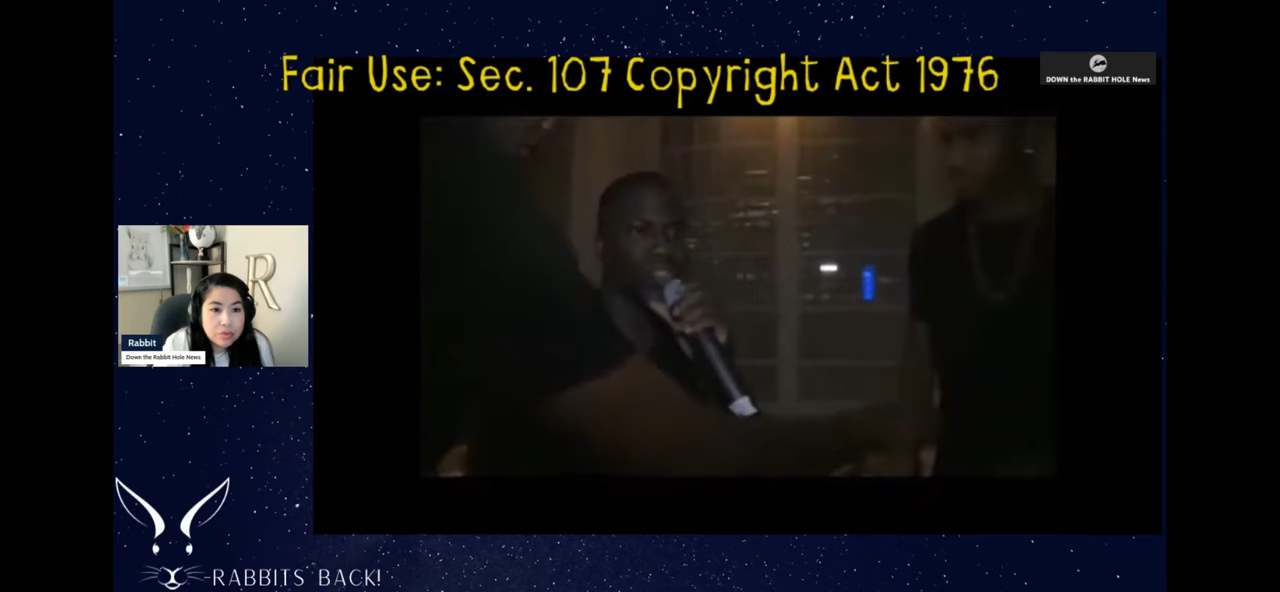 Fair Use: Sec. 107 Copyright Act 1976
DOWN the RABBIT HOLE News
R
Rabbit
Down the Rabbit Hole News
-RABBITS BACK!